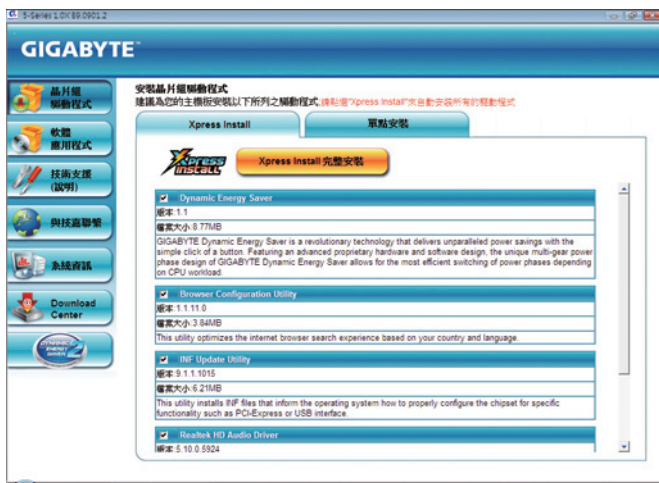 5-Series 1.0X B9.0901.2
GIGABYTE™
晶片組
驅動程式
軟體
應用程式
技術支援
(說明)
與技嘉聯繫
系統資訊
Download
Center
DYNAMIC
ENERGY
SAVER 2
安裝晶片組驅動程式
建議為您的主機板安裝以下所列之驅動程式.請點選"Xpress Install"來自動安裝所有的驅動程式
Xpress Install
單點安裝
Xpress
INSTALL
Xpress Install 完整安裝
Dynamic Energy Saver
版本:1.1
檔案大小:8.77MB
GIGABYTE Dynamic Energy Saver is a revolutionary technology that delivers unparalleled power savings with the
simple click of a button. Featuring an advanced proprietary hardware and software design, the unique multi-gear power
phase design of GIGABYTE Dynamic Energy Saver allows for the most efficient switching of power phases depending
on CPU workload.
Browser Configuration Utility
版本:1.1.11.0
檔案大小:3.84MB
This utility optimizes the internet browser search experience based on your country and language.
INF Update Utility
版本:9.1.1.1015
檔案大小:6.21MB
This utility installs INF files that inform the operating system how to properly configure the chipset for specific
functionality such as PCI-Express or USB interface.
Realtek HD Audio Driver
版本:5.10.0.5924